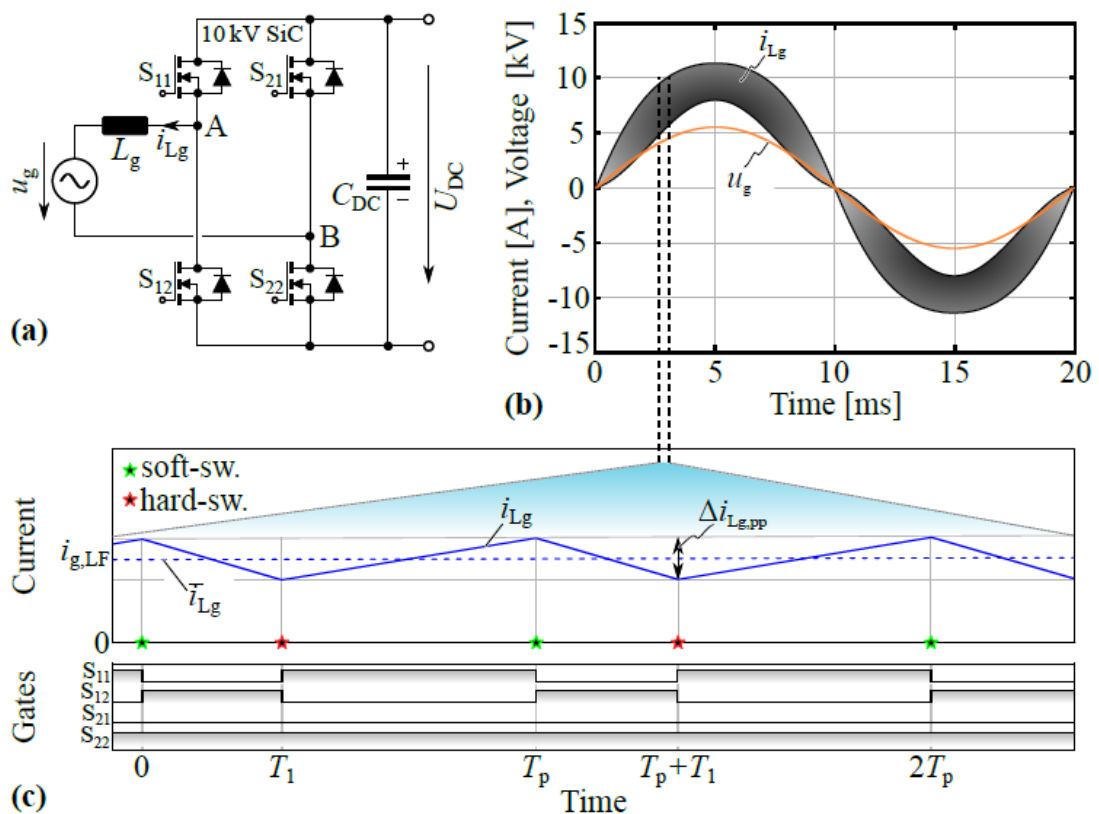 10 kV SiC
S11
S21
A
Lg
iLg
ug
CDC
+
−
UDC
B
S12
S22
(a)
Current [A], Voltage [kV]
15
10
5
0
-5
-10
-15
iLg
ug
0
5
10
15
20
Time [ms]
(b)
soft-sw.
hard-sw.
iLg
ΔiLg,pp
Current
ig,LF
īLg
0
Gates
S11
S12
S21
S22
0
T1
Tp
Tp+T1
2Tp
Time
(c)